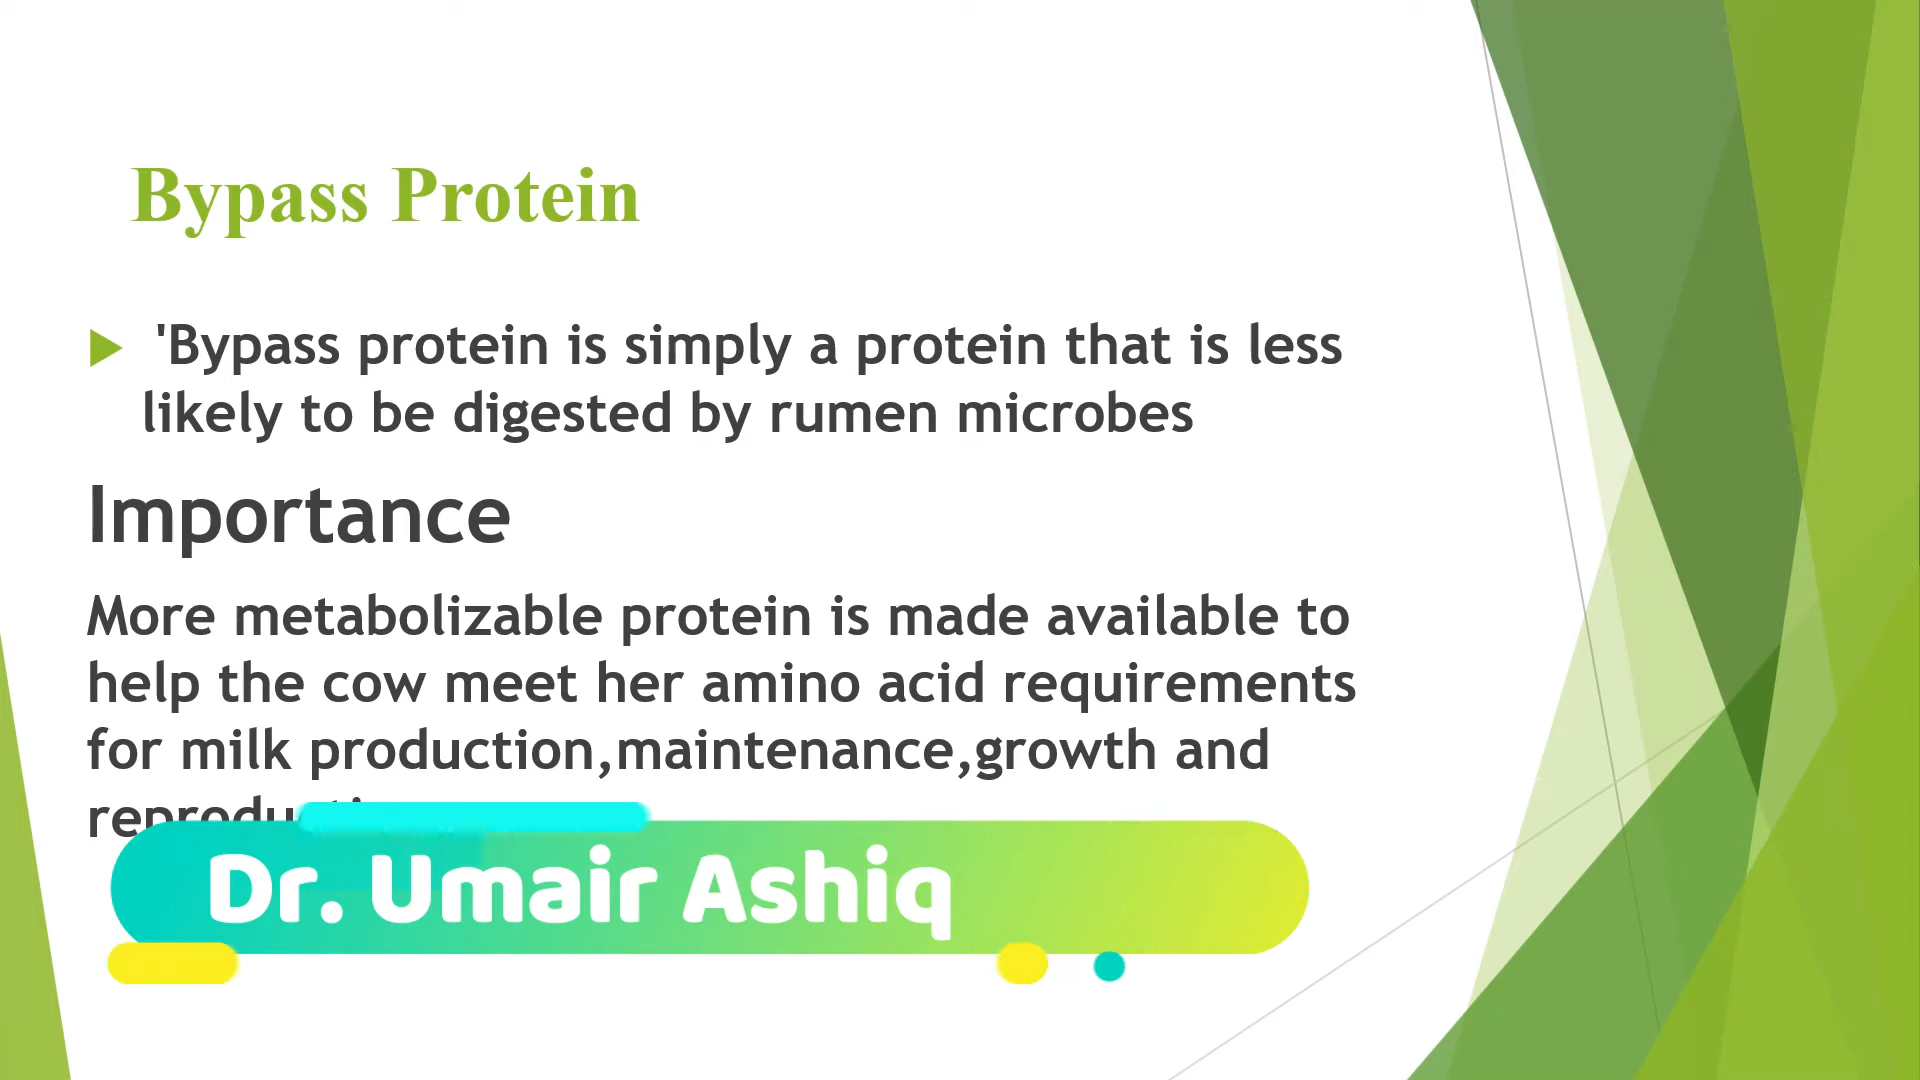 Bypass Protein
'Bypass protein is simply a protein that is less
likely to be digested by rumen microbes
Importance
More metabolizable protein is made available to
help the cow meet her amino acid requirements
for milk production,maintenance,growth and
Dr. Umair Ashiq